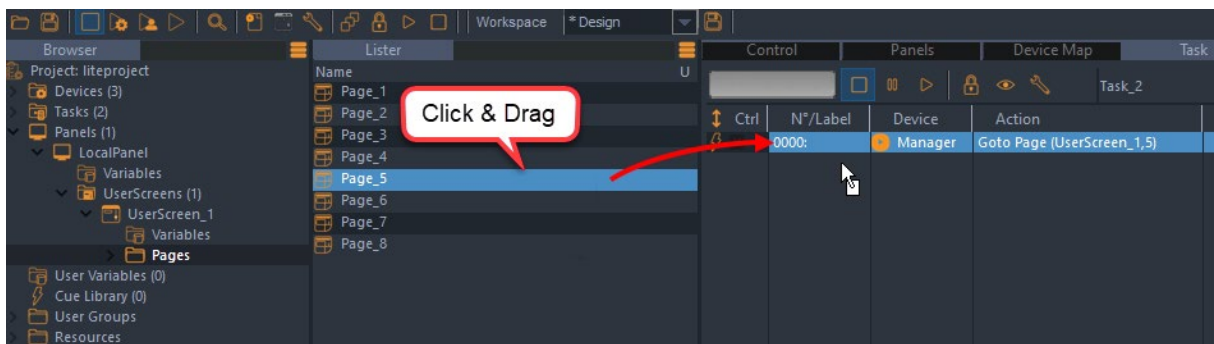 Workspace * Design
Browser
Project: liteproject
Devices (3)
Tasks (2)
Panels (1)
LocalPanel
Variables
UserScreens (1)
UserScreen_1
Variables
Pages
User Variables (0)
Cue Library (0)
User Groups
Resources
Lister
Name U
Page_1
Page_2
Page_3
Page_4
Page_5
Page_6
Page_7
Page_8
Click & Drag
Control Panels Device Map Task
Task_2
Ctrl N°/Label Device Action
0000: Manager Goto Page (UserScreen_1,5)